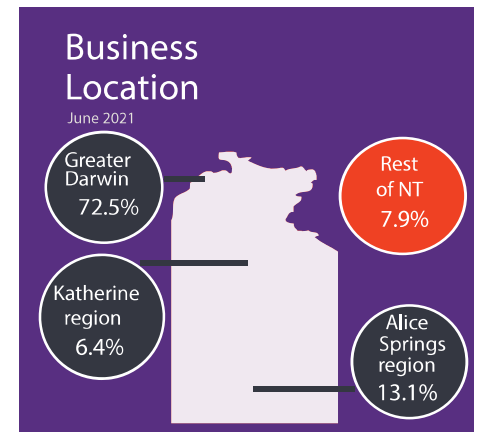 Business
Location
June 2021
Greater
Darwin
72.5%
Rest
of NT
7.9%
Katherine
region
6.4%
Alice
Springs
region
13.1%